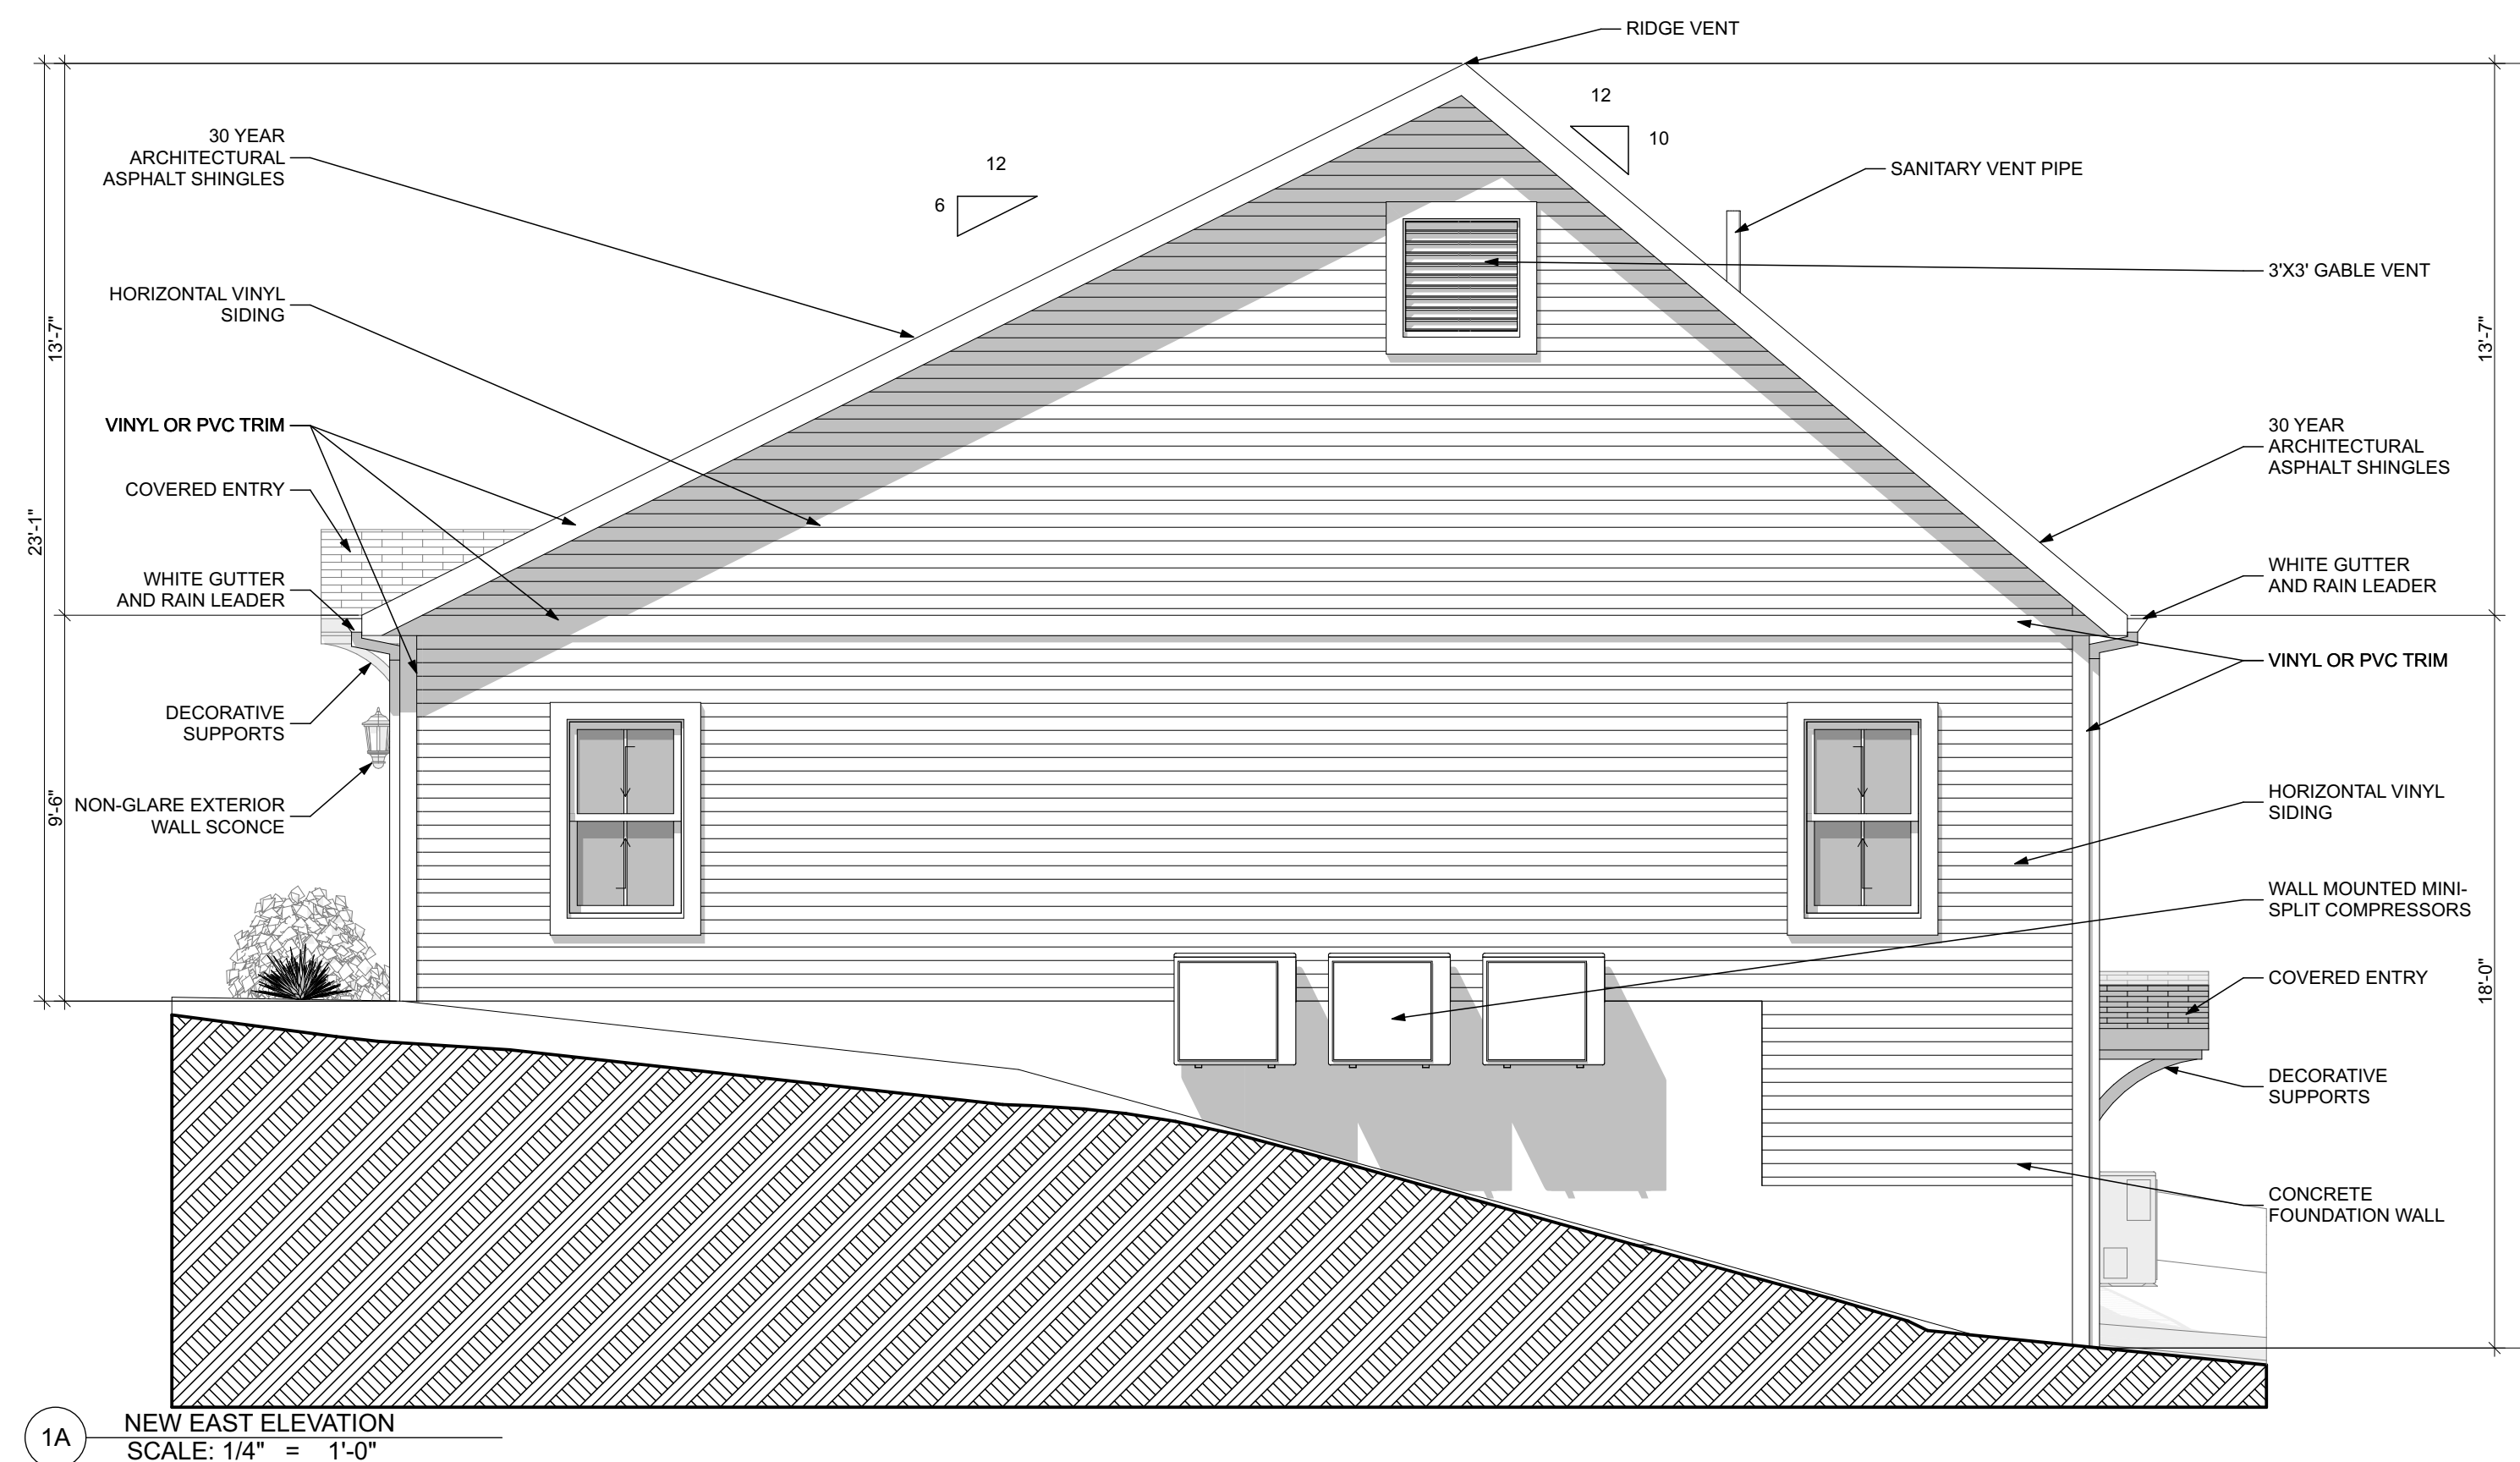 RIDGE VENT
12
10
12
6
30 YEAR
ARCHITECTURAL
ASPHALT SHINGLES
SANITARY VENT PIPE
HORIZONTAL VINYL
SIDING
3'X3' GABLE VENT
13'-7"
13'-7"
VINYL OR PVC TRIM
30 YEAR
ARCHITECTURAL
ASPHALT SHINGLES
COVERED ENTRY
23'-1"
WHITE GUTTER
AND RAIN LEADER
WHITE GUTTER
AND RAIN LEADER
VINYL OR PVC TRIM
DECORATIVE
SUPPORTS
9'-6"
NON-GLARE EXTERIOR
WALL SCONCE
HORIZONTAL VINYL
SIDING
WALL MOUNTED MINI-
SPLIT COMPRESSORS
COVERED ENTRY
18'-0"
DECORATIVE
SUPPORTS
CONCRETE
FOUNDATION WALL
1A
NEW EAST ELEVATION
SCALE: 1/4" = 1'-0"